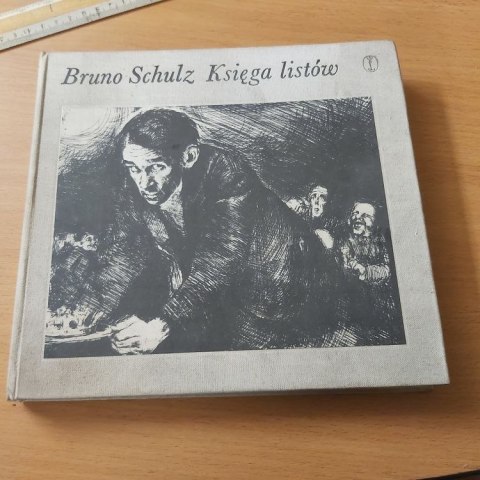 Bruno Schulz Księga listów